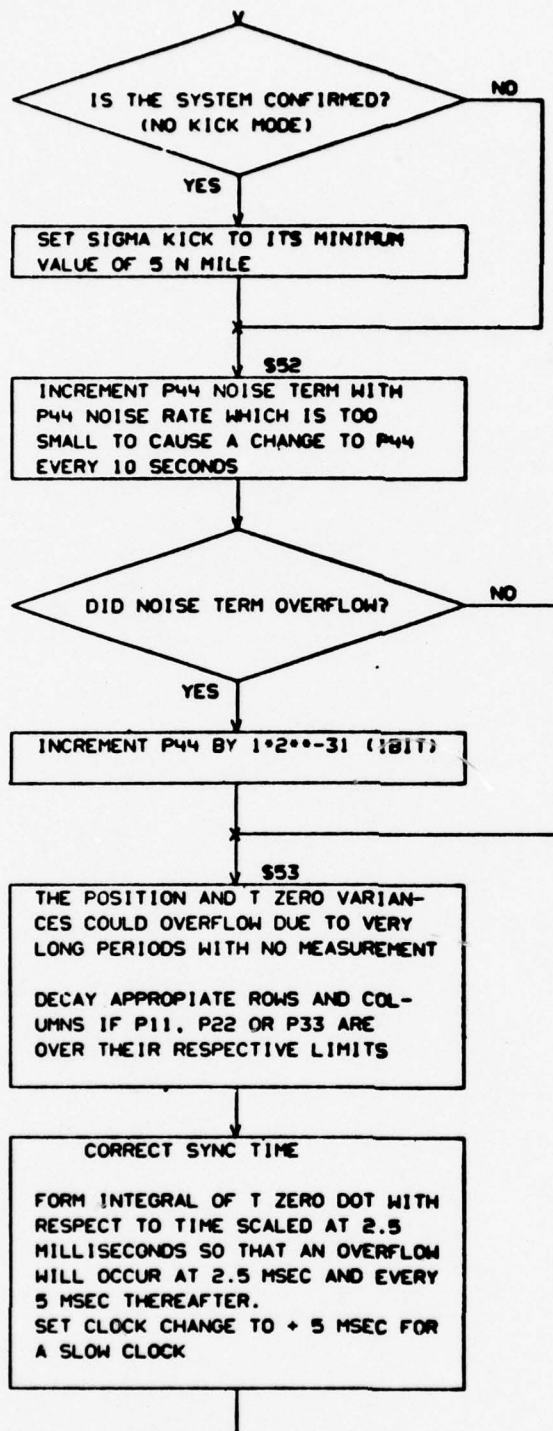 IS THE SYSTEM CONFIRMED?
(NO KICK MODE)
NO
YES
SET SIGMA KICK TO ITS MINIMUM
VALUE OF 5 N MILE
$52
INCREMENT P44 NOISE TERM WITH
P44 NOISE RATE WHICH IS TOO
SMALL TO CAUSE A CHANGE TO P44
EVERY 10 SECONDS
DID NOISE TERM OVERFLOW?
NO
YES
INCREMENT P44 BY 1*2**-31 (1BIT)
$53
THE POSITION AND T ZERO VARIAN-
CES COULD OVERFLOW DUE TO VERY
LONG PERIODS WITH NO MEASUREMENT
DECAY APPROPIATE ROWS AND COL-
UMNS IF P11, P22 OR P33 ARE
OVER THEIR RESPECTIVE LIMITS
CORRECT SYNC TIME
FORM INTEGRAL OF T ZERO DOT WITH
RESPECT TO TIME SCALED AT 2.5
MILLISECONDS SO THAT AN OVERFLOW
WILL OCCUR AT 2.5 MSEC AND EVERY
5 MSEC THEREAFTER.
SET CLOCK CHANGE TO + 5 MSEC FOR
A SLOW CLOCK